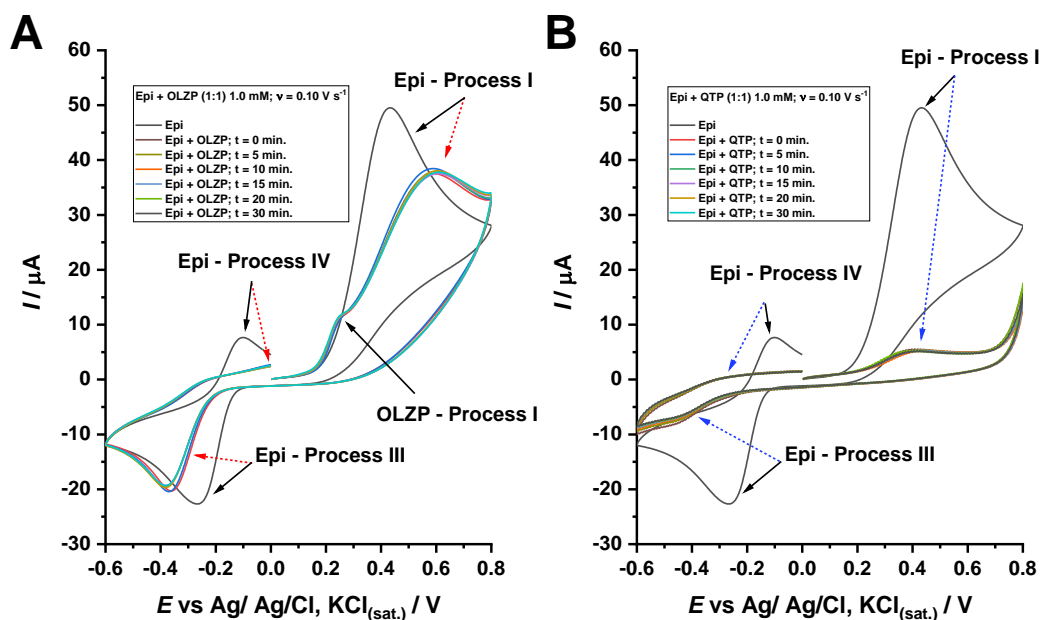 A
60
50
40
30
20
10
0
-10
-20
-30
I / μA
Epi - Process I
Epi + OLZP (1:1) 1.0 mM; ν = 0.10 V s-1
Epi
Epi + OLZP; t = 0 min.
Epi + OLZP; t = 5 min.
Epi + OLZP; t = 10 min.
Epi + OLZP; t = 15 min.
Epi + OLZP; t = 20 min.
Epi + OLZP; t = 30 min.
Epi - Process IV
OLZP - Process I
Epi - Process III
-0.6 -0.4 -0.2 0.0 0.2 0.4 0.6 0.8
E vs Ag/ Ag/Cl, KCl(sat.) / V
B
60
50
40
30
20
10
0
-10
-20
-30
I / μA
Epi - Process I
Epi + QTP (1:1) 1.0 mM; ν = 0.10 V s-1
Epi
Epi + QTP; t = 0 min.
Epi + QTP; t = 5 min.
Epi + QTP; t = 10 min.
Epi + QTP; t = 15 min.
Epi + QTP; t = 20 min.
Epi + QTP = 30 min.
Epi - Process IV
Epi - Process III
-0.6 -0.4 -0.2 0.0 0.2 0.4 0.6 0.8
E vs Ag/ Ag/Cl, KCl(sat.) / V